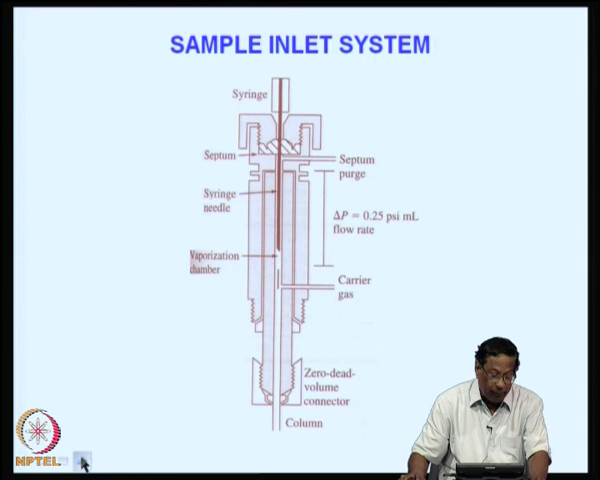 SAMPLE INLET SYSTEM
Syringe
Septum
Septum
purge
Syringe
needle
ΔP = 0.25 psi mL
flow rate
Vaporization
chamber
Carrier
gas
Zero-dead-
volume
connector
Column
NPTEL